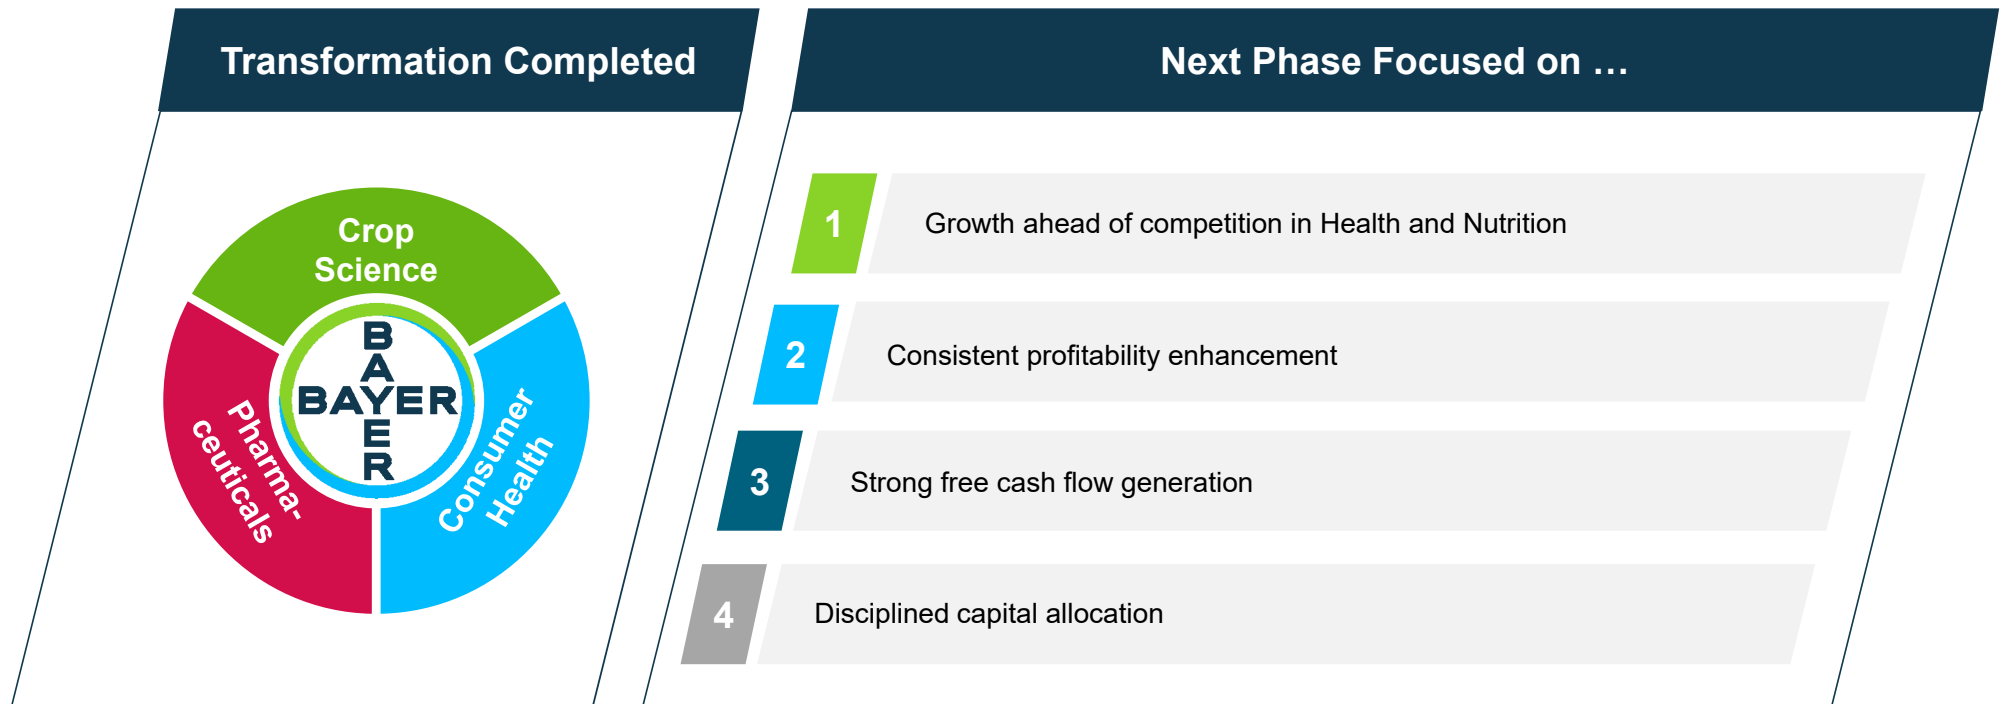 Transformation Completed
Crop
Science
Pharma-
ceuticals
Consumer
Health
BAYER
BAYER
Next Phase Focused on …
1
Growth ahead of competition in Health and Nutrition
2
Consistent profitability enhancement
3
Strong free cash flow generation
4
Disciplined capital allocation